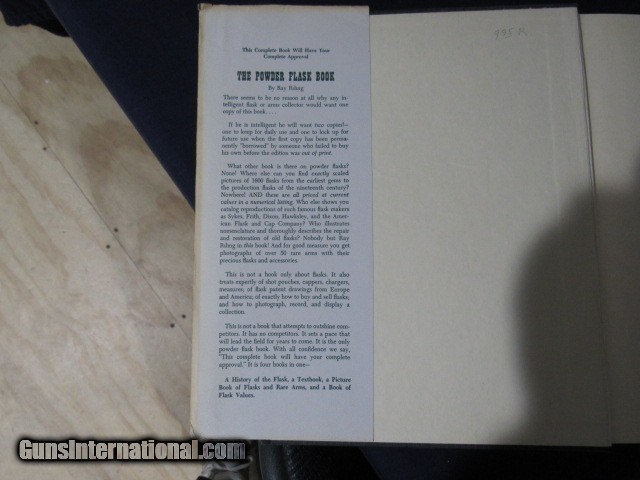 This Complete Book Will Have Your
Complete Approval
THE POWDER FLASK BOOK
By Ray Riling
There seems to be no reason at all why any in-
telligent flask or arms collector would want one
copy of this book . . . .
If he is intelligent he will want two copies!—
one to keep for daily use and one to lock up for
future use when the first copy has been perma-
nently "borrowed" by someone who failed to buy
his own before the edition was out of print.
What other book is there on powder flasks?
None! Where else can you find exactly scaled
pictures of 1600 flasks from the earliest gems to
the production flasks of the nineteenth century?
Nowhere! AND these are all priced at current
values in a numerical listing. Who else shows you
catalog reproductions of such famous flask makers
as Sykes, Frith, Dixon, Hawksley, and the Amer-
ican Flask and Cap Company? Who illustrates
nomenclature and thoroughly describes the repair
and restoration of old flasks? Nobody but Ray
Riling in this book! And for good measure you get
photographs of over 20 rare arms with their
previous flasks and accessories.
This is not a book only about flasks. It also
treats expertly of shot pouches, cappers, chargers,
measures, of flask patent drawings from Europe
and America, of exactly how to buy and sell flasks,
and how to photograph, record, and display a
collection.
This is not a book that attempts to outshine com-
petitors. It has no competitors. It sets a pace that
will lead the field for years to come. It is the only
powder flask book. With all confidence we say,
"This complete book will have your complete
approval." It is four books in one—
A History of the Flask, a Textbook, a Picture
Book of Flasks and Rare Arms, and a Book of
Flask Values.
GunsInternational.com